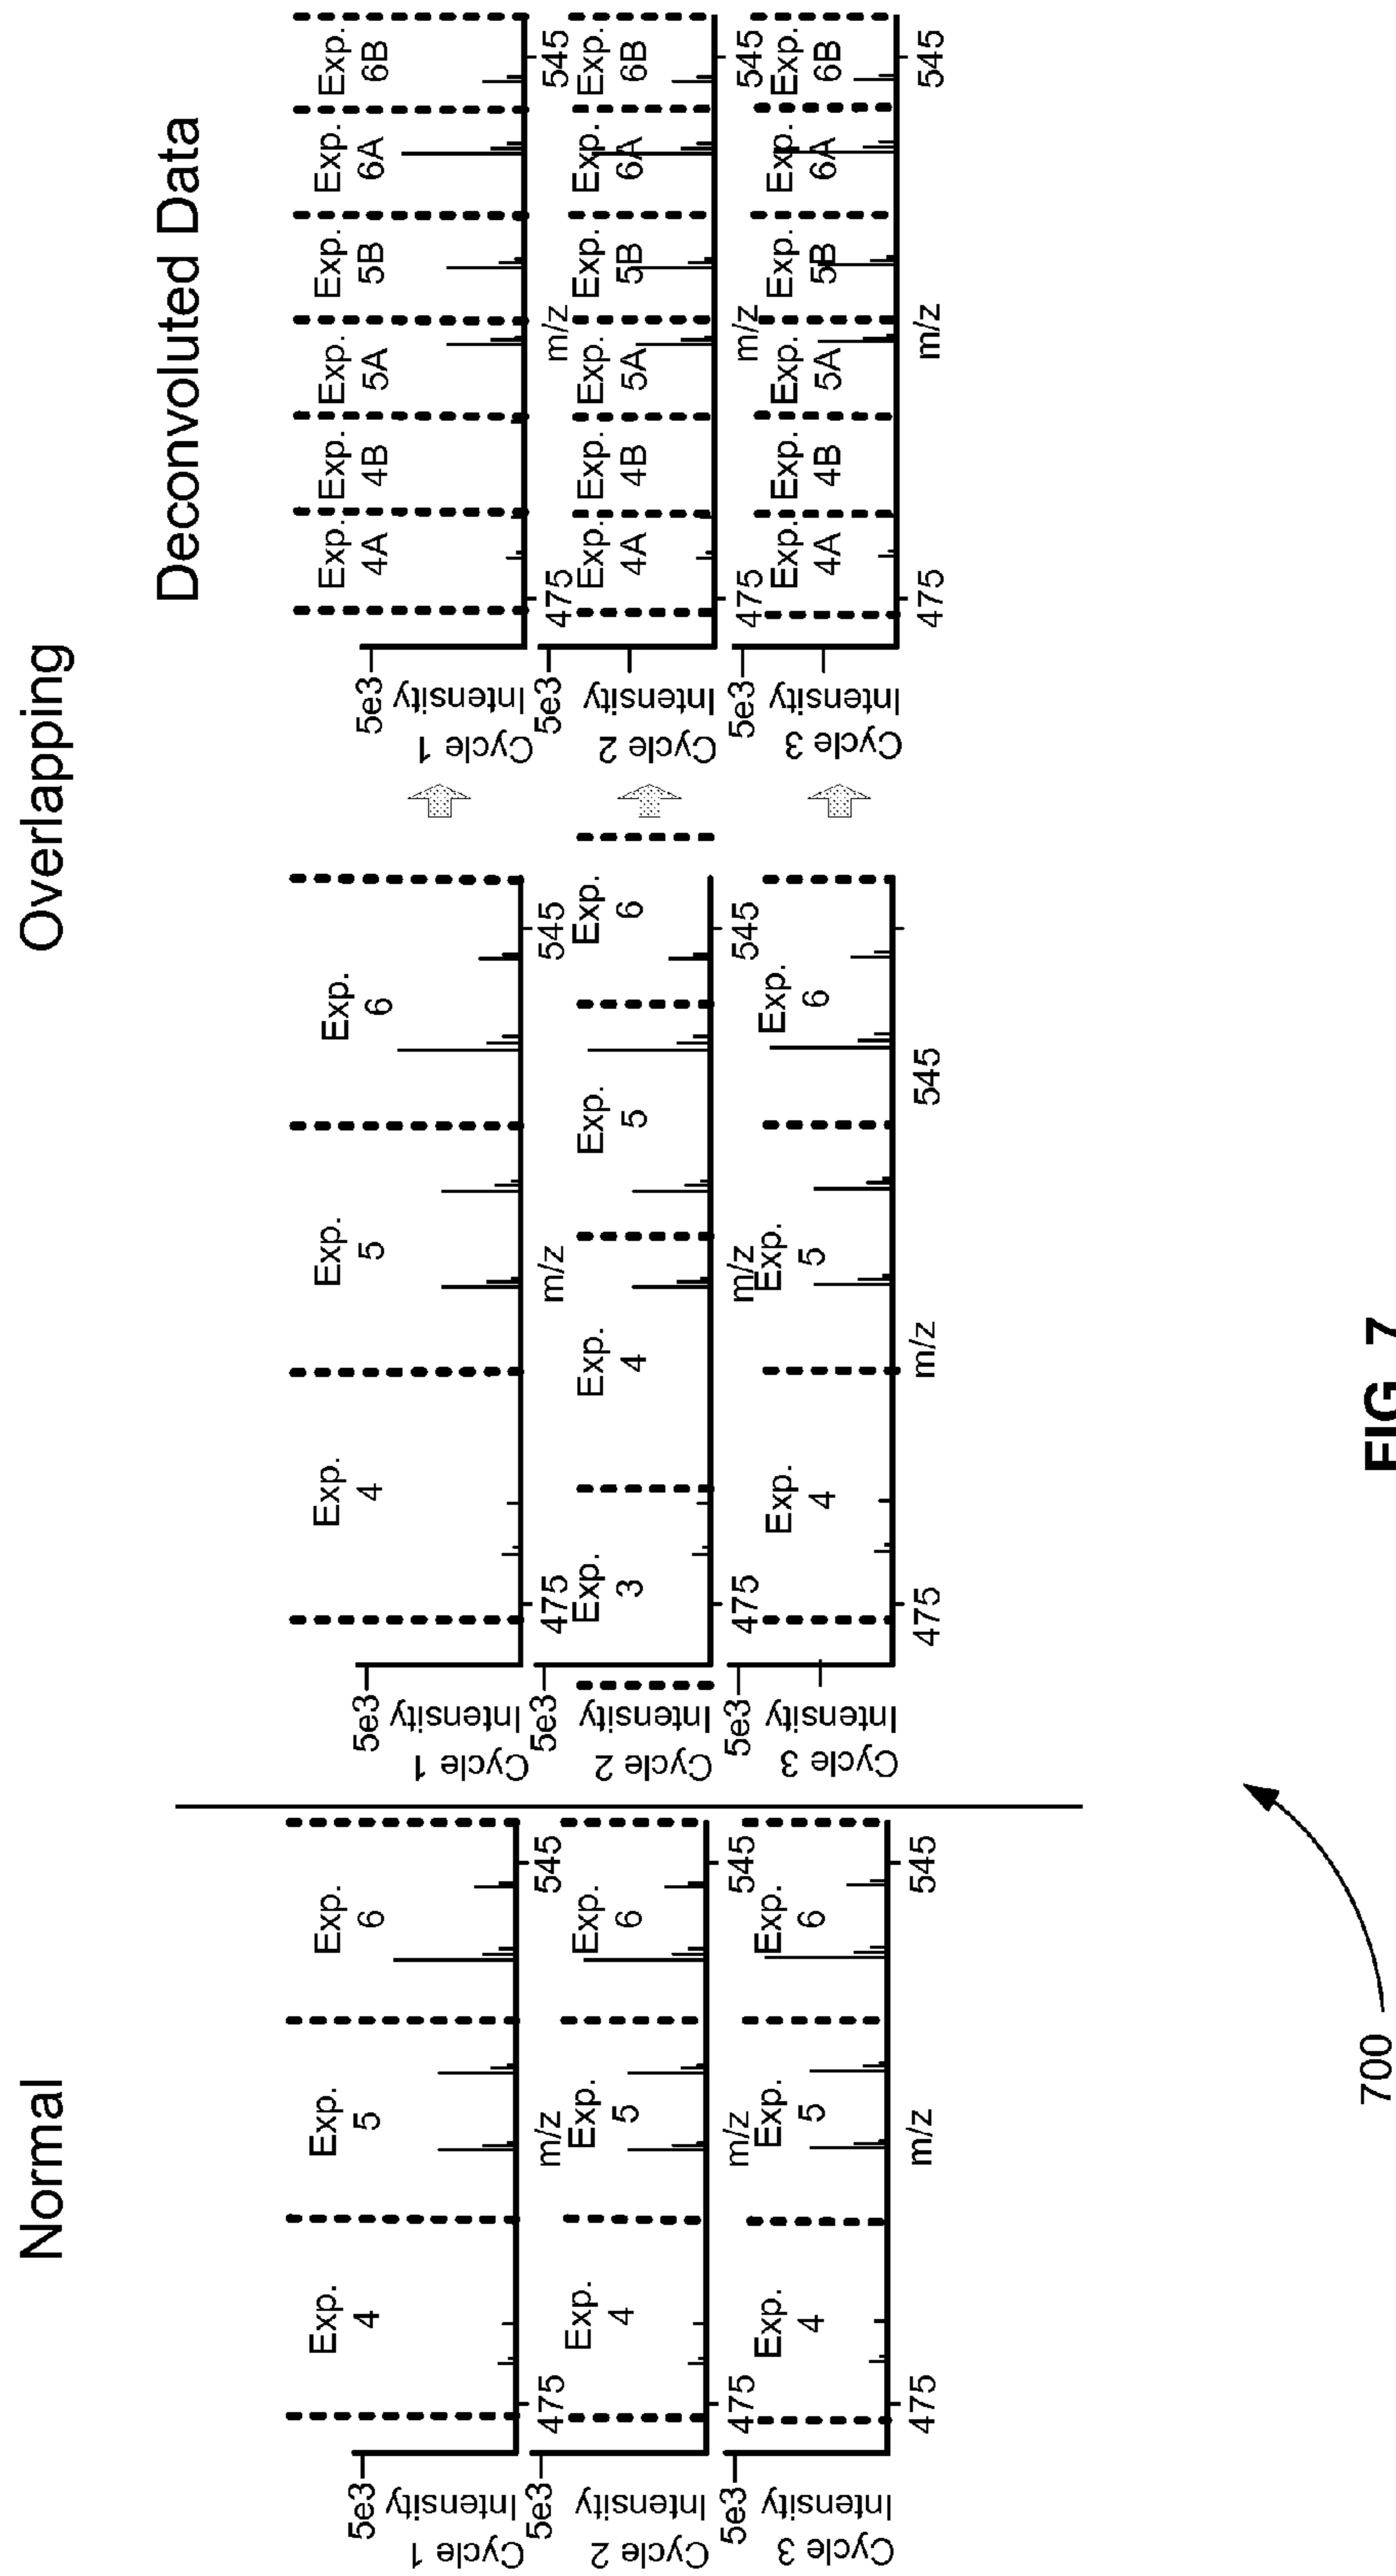 Normal
Overlapping
Deconvoluted Data
Cycle 1
Intensity
5e3
Exp.
4
Exp.
5
Exp.
6
475
m/z
545
Cycle 2
Intensity
5e3
Exp.
4
Exp.
5
Exp.
6
475
m/z
545
Cycle 3
Intensity
5e3
Exp.
4
Exp.
5
Exp.
6
475
m/z
545
Cycle 1
Intensity
5e3
Exp.
4
Exp.
5
Exp.
6
475
m/z
545
Cycle 2
Intensity
5e3
Exp.
3
Exp.
4
Exp.
5
Exp.
6
475
m/z
545
Cycle 3
Intensity
5e3
Exp.
4
Exp.
5
Exp.
6
475
m/z
545
Cycle 1
Intensity
5e3
Exp.
4A
Exp.
4B
Exp.
5A
Exp.
5B
Exp.
6A
Exp.
6B
475
m/z
545
Cycle 2
Intensity
5e3
Exp.
4A
Exp.
4B
Exp.
5A
Exp.
5B
Exp.
6A
Exp.
6B
475
m/z
545
Cycle 3
Intensity
5e3
Exp.
4A
Exp.
4B
Exp.
5A
Exp.
5B
Exp.
6A
Exp.
6B
475
m/z
545
700
FIG. 7